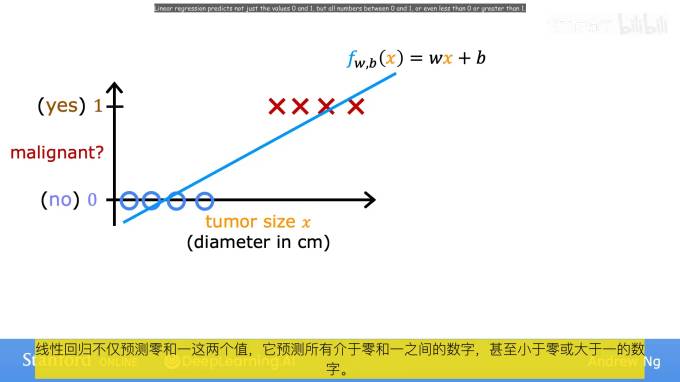 Linear regression predicts not just the values 0 and 1, but all numbers between 0 and 1, or even less than 0 or greater than 1.
bilibili
f_{w,b}(x) = wx + b
(yes) 1
malignant?
(no) 0
tumor size x
(diameter in cm)
线性回归不仅预测零和一这两个值，它预测所有介于零和一之间的数字，甚至小于零或大于一的数
字。
Stanford ONLINE DeepLearning.AI Andrew Ng